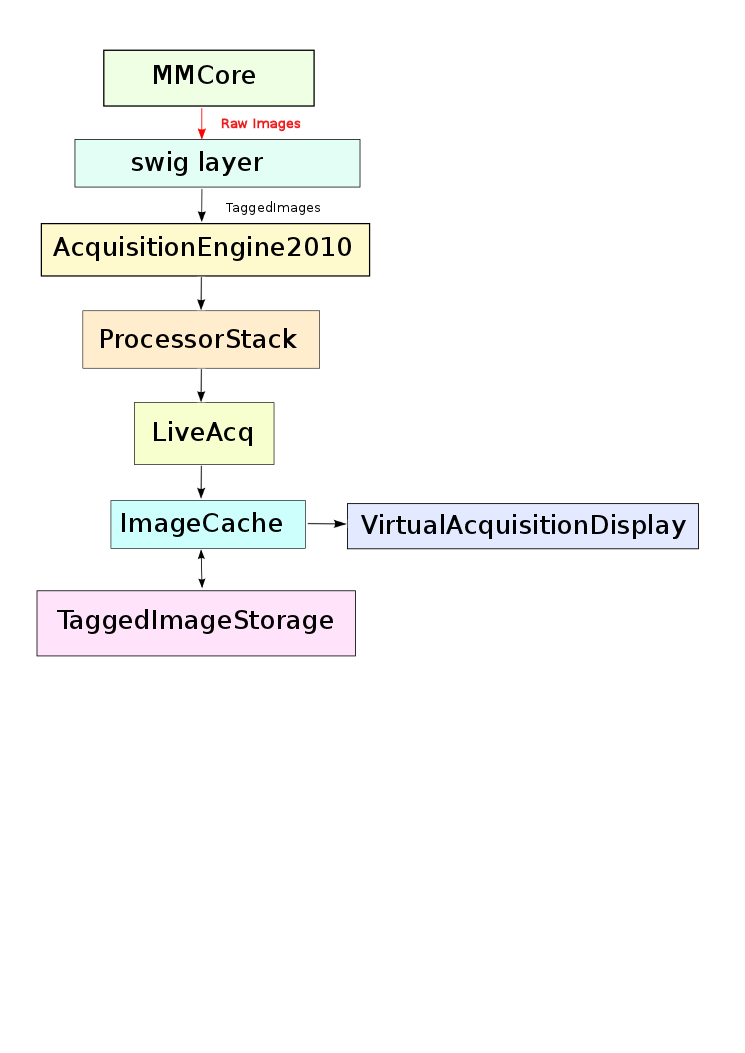 MMCore
Raw Images
swig layer
TaggedImages
AcquisitionEngine2010
ProcessorStack
LiveAcq
ImageCache
VirtualAcquisitionDisplay
TaggedImageStorage